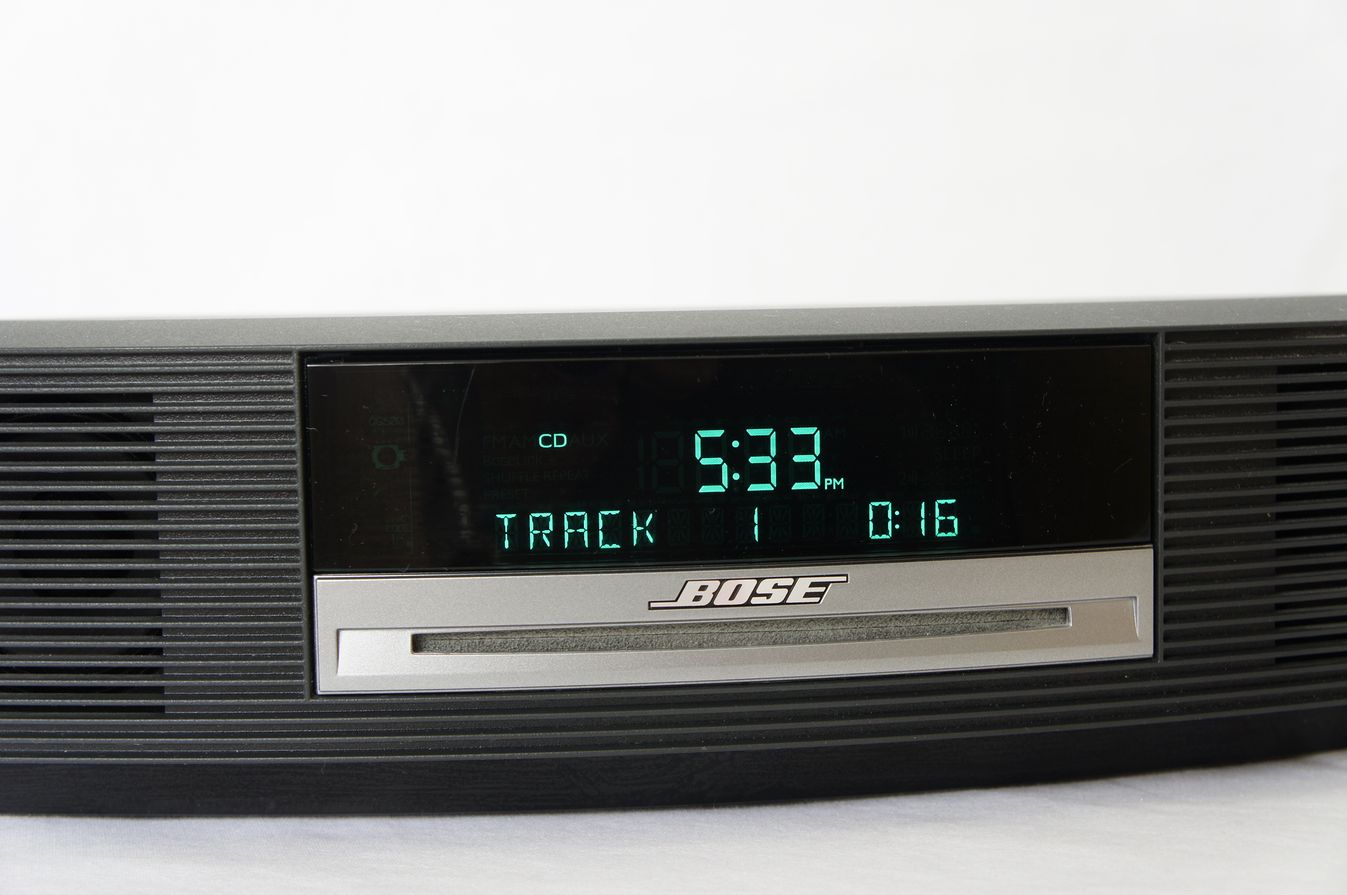 CD 5:33 PM
TRACK 1 0:16
BOSE